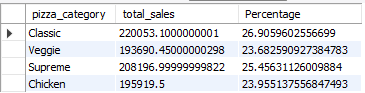 pizza_category total_sales Percentage
Classic 220053.1000000001 26.9059602556699
Veggie 193690.45000000298 23.682590927384783
Supreme 208196.99999999822 25.45631126009884
Chicken 195919.5 23.955137556847493